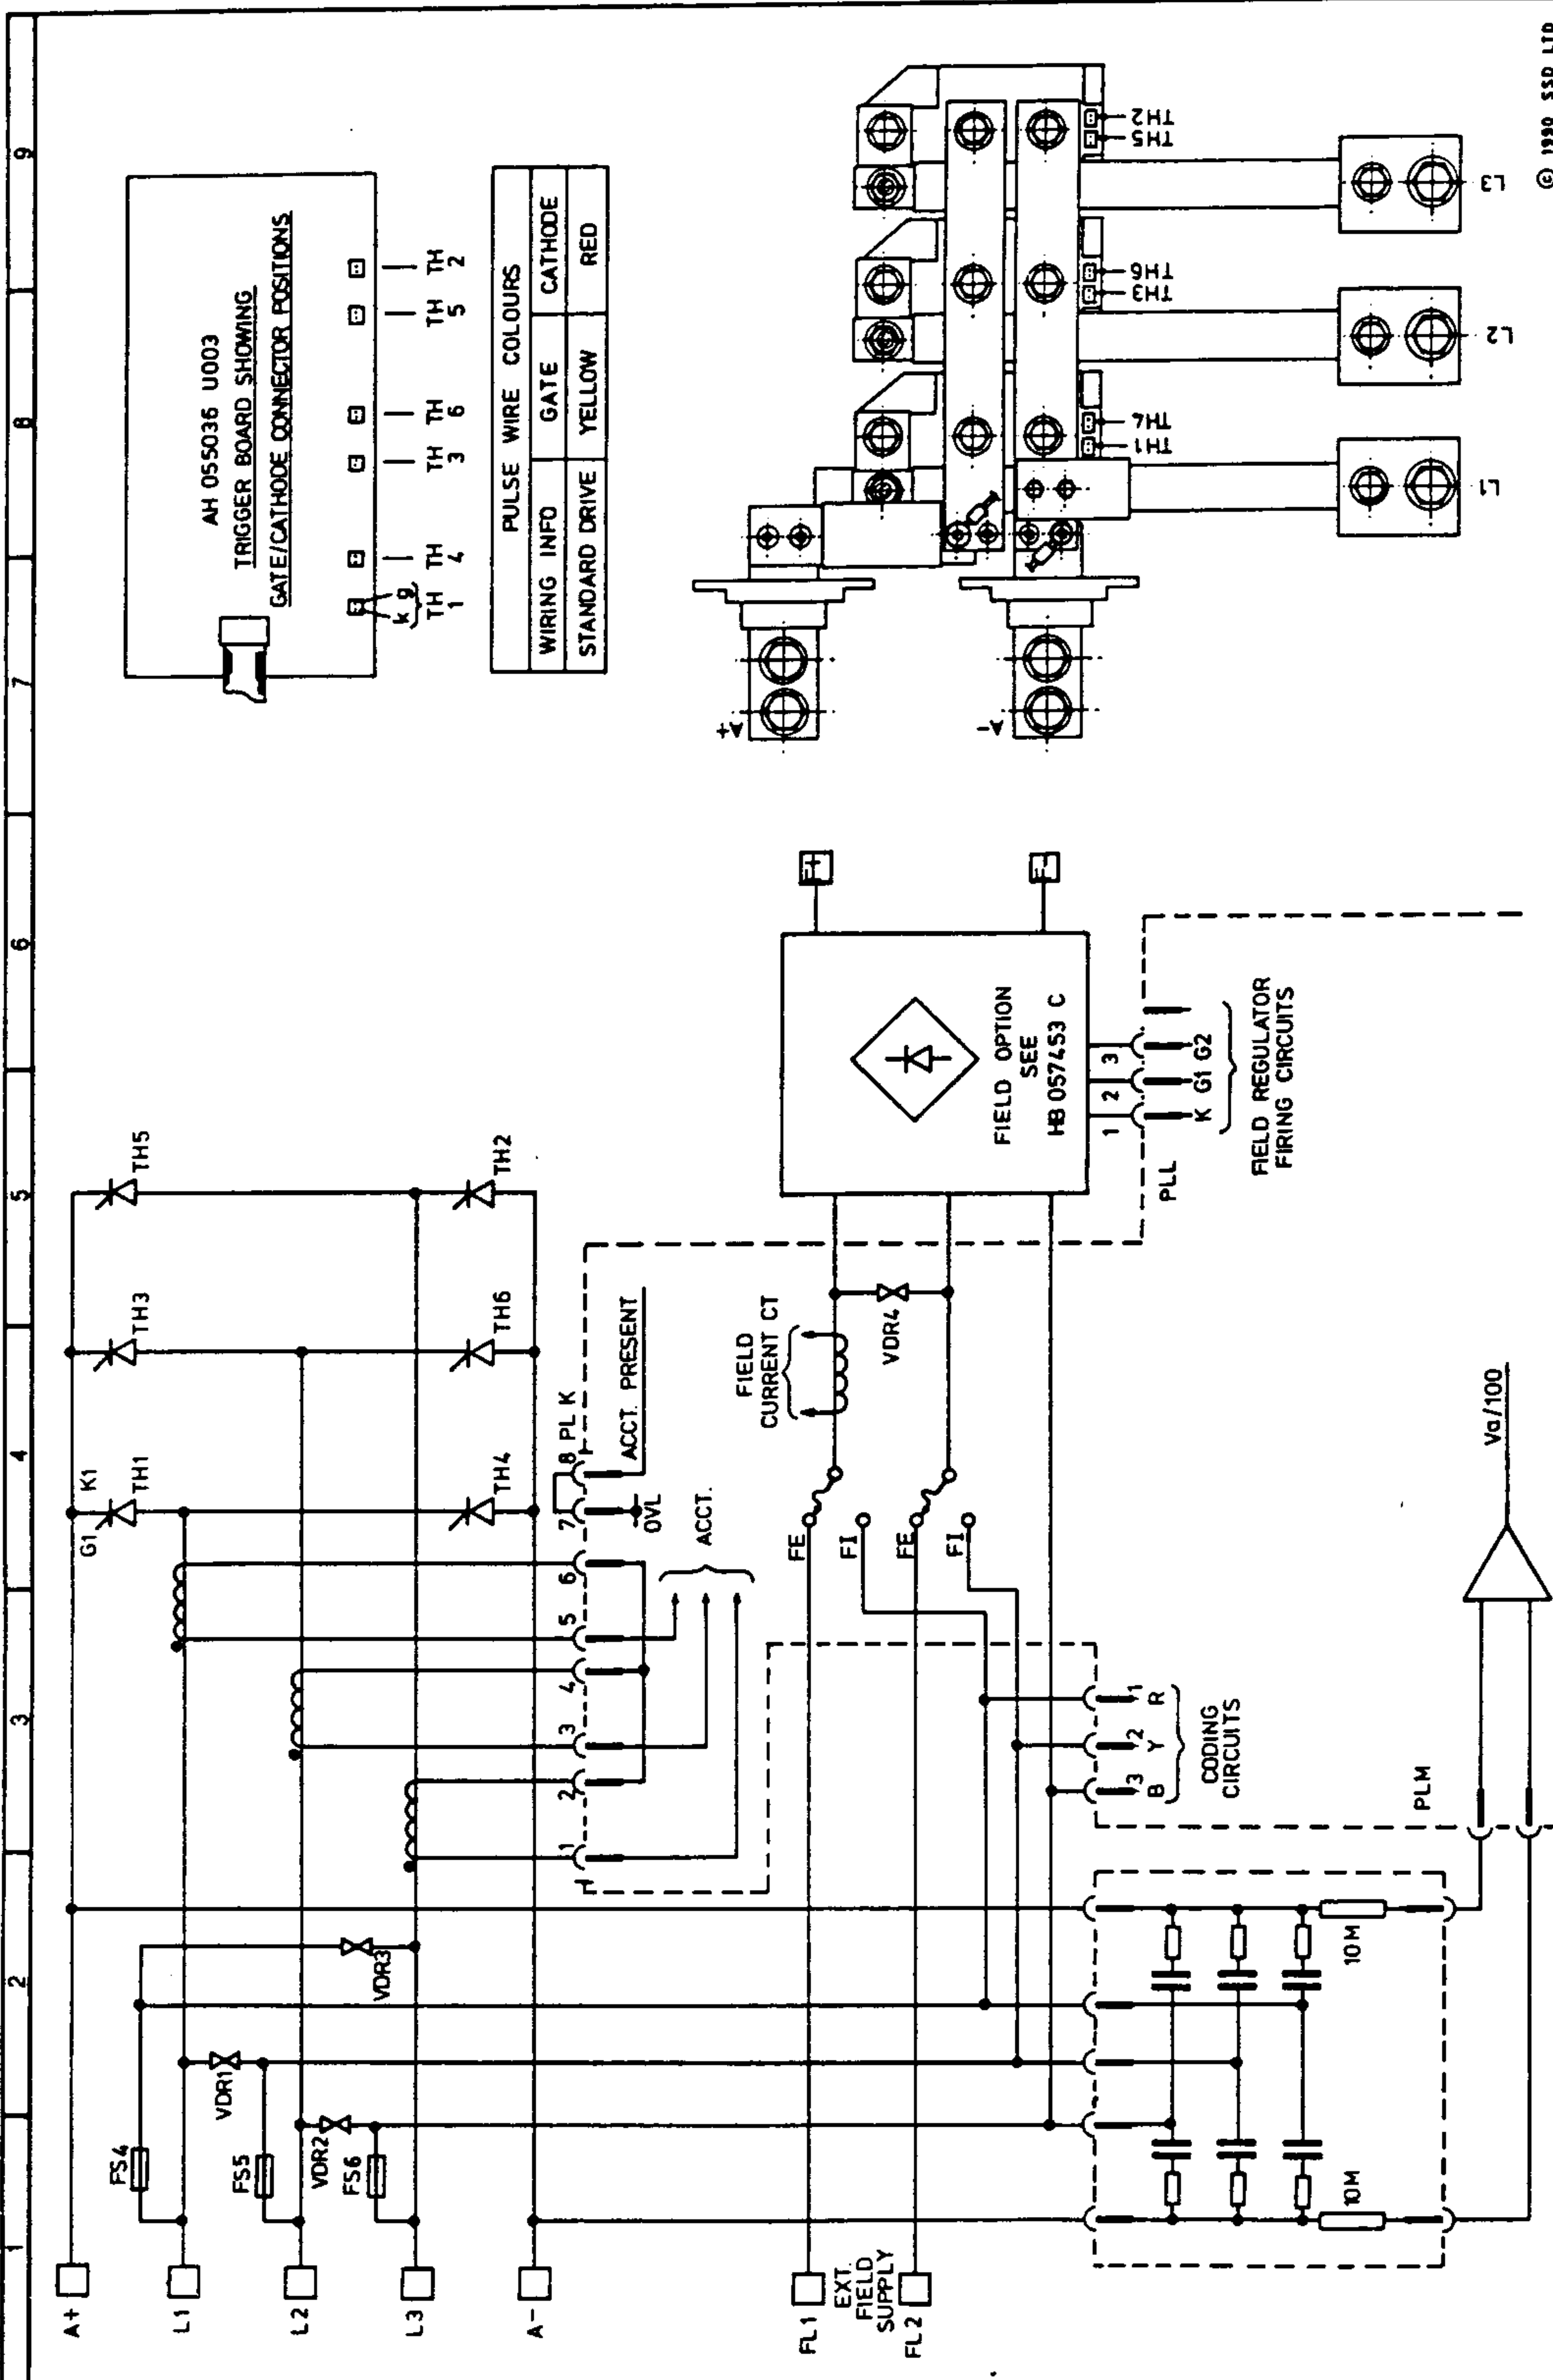 1 2 3 4 5 6 7 8 9
A+
L1
L2
L3
A-
FS4
FS5
FS6
VDR1
VDR2
VDR3
G1 K1
TH1
TH3
TH5
TH4
TH6
TH2
1 2 3 4 5 6 7 8 PL K
0VL
ACCT. PRESENT
ACCT.
FL1
EXT.
FIELD
SUPPLY
FL2
FE
FI
FE
FI
FIELD
CURRENT CT
VDR4
FIELD OPTION
SEE
HB 057453 C
F+
F-
1 2 3
PLL
K G1 G2
FIELD REGULATOR
FIRING CIRCUITS
3 2 1
B Y R
CODING
CIRCUITS
PLM
10M
10M
Va/100
AH 055036 U003
TRIGGER BOARD SHOWING
GATE/CATHODE CONNECTOR POSITIONS
k g
TH TH TH TH TH TH
1 4 3 6 5 2
PULSE WIRE COLOURS
WIRING INFO GATE CATHODE
STANDARD DRIVE YELLOW RED
A+
A-
TH1
TH4
TH3
TH6
TH5
TH2
L1
L2
L3
© 1990 SSD LTD